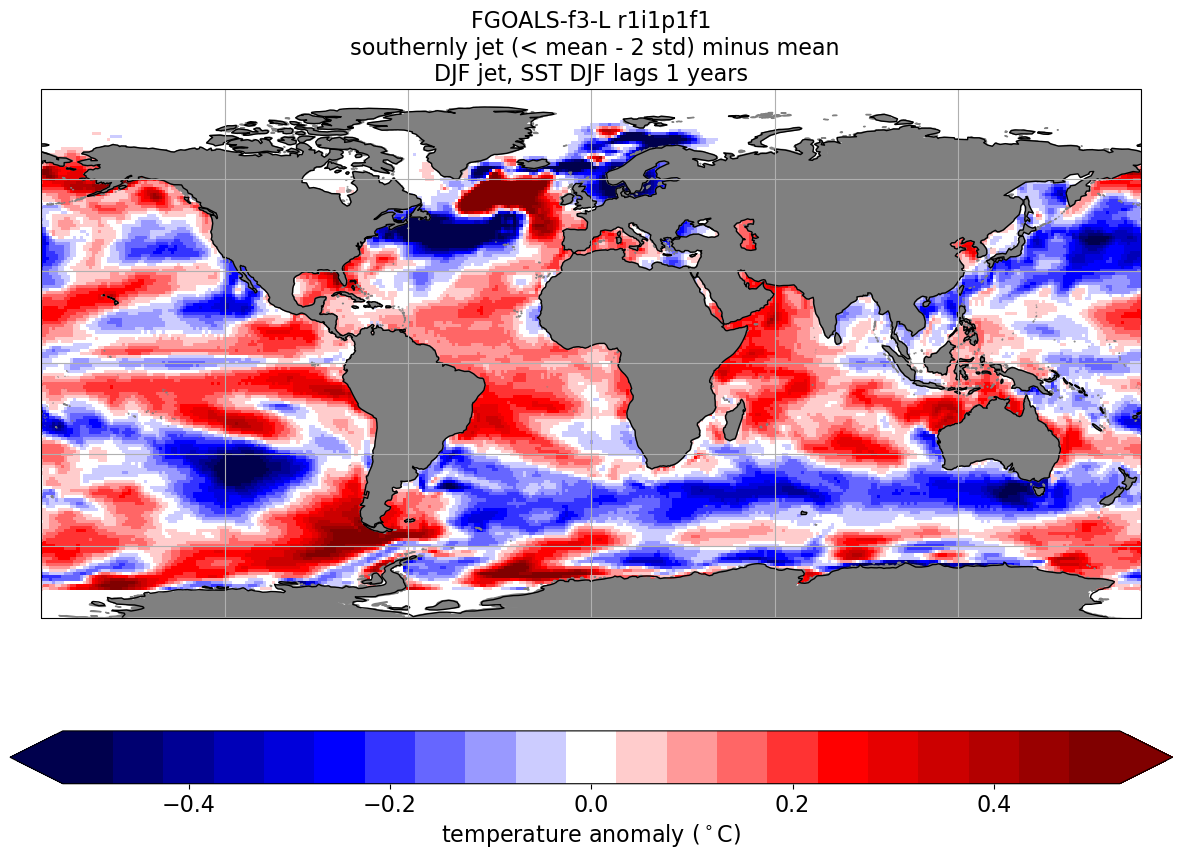 FGOALS-f3-L r1i1p1f1
southernly jet (< mean - 2 std) minus mean
DJF jet, SST DJF lags 1 years
−0.4 −0.2 0.0 0.2 0.4
temperature anomaly (∘C)